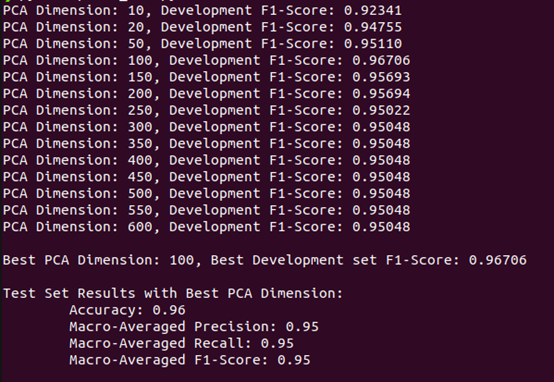 PCA Dimension: 10, Development F1-Score: 0.92341
PCA Dimension: 20, Development F1-Score: 0.94755
PCA Dimension: 50, Development F1-Score: 0.95110
PCA Dimension: 100, Development F1-Score: 0.96706
PCA Dimension: 150, Development F1-Score: 0.95693
PCA Dimension: 200, Development F1-Score: 0.95694
PCA Dimension: 250, Development F1-Score: 0.95022
PCA Dimension: 300, Development F1-Score: 0.95048
PCA Dimension: 350, Development F1-Score: 0.95048
PCA Dimension: 400, Development F1-Score: 0.95048
PCA Dimension: 450, Development F1-Score: 0.95048
PCA Dimension: 500, Development F1-Score: 0.95048
PCA Dimension: 550, Development F1-Score: 0.95048
PCA Dimension: 600, Development F1-Score: 0.95048
Best PCA Dimension: 100, Best Development set F1-Score: 0.96706
Test Set Results with Best PCA Dimension:
Accuracy: 0.96
Macro-Averaged Precision: 0.95
Macro-Averaged Recall: 0.95
Macro-Averaged F1-Score: 0.95